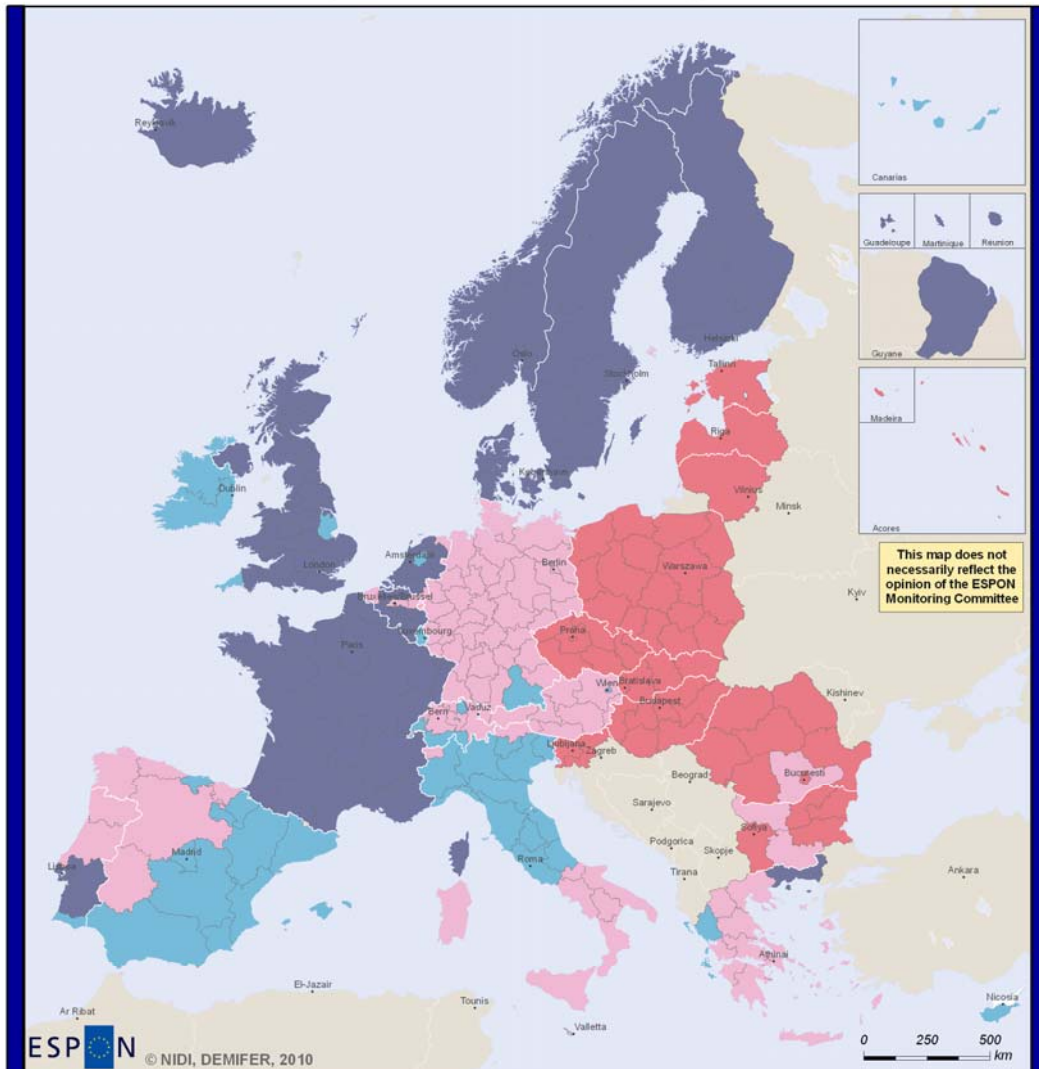 Reykjavik
Canarias
Guadeloupe
Martinique
Reunion
Guyane
Helsinki
Oslo
Tallinn
Stockholm
Madeira
Riga
København
Dublin
Vilnius
Minsk
Acores
This map does not
necessarily reflect the
opinion of the ESPON
Monitoring Committee
Amsterdam
Berlin
London
Warszawa
Kyiv
Luxembourg
Praha
Paris
Wien
Bratislava
Kishinev
Budapest
Vaduz
Bern
Ljubljana
Zagreb
Beograd
Bucuresti
Sarajevo
Sofiya
Podgorica
Skopje
Madrid
Roma
Tirana
Ankara
Athinai
El-Jazair
Tounis
Nicosia
Ar Ribat
Valletta
0 250 500
km
ESPON
© NIDI, DEMIFER, 2010